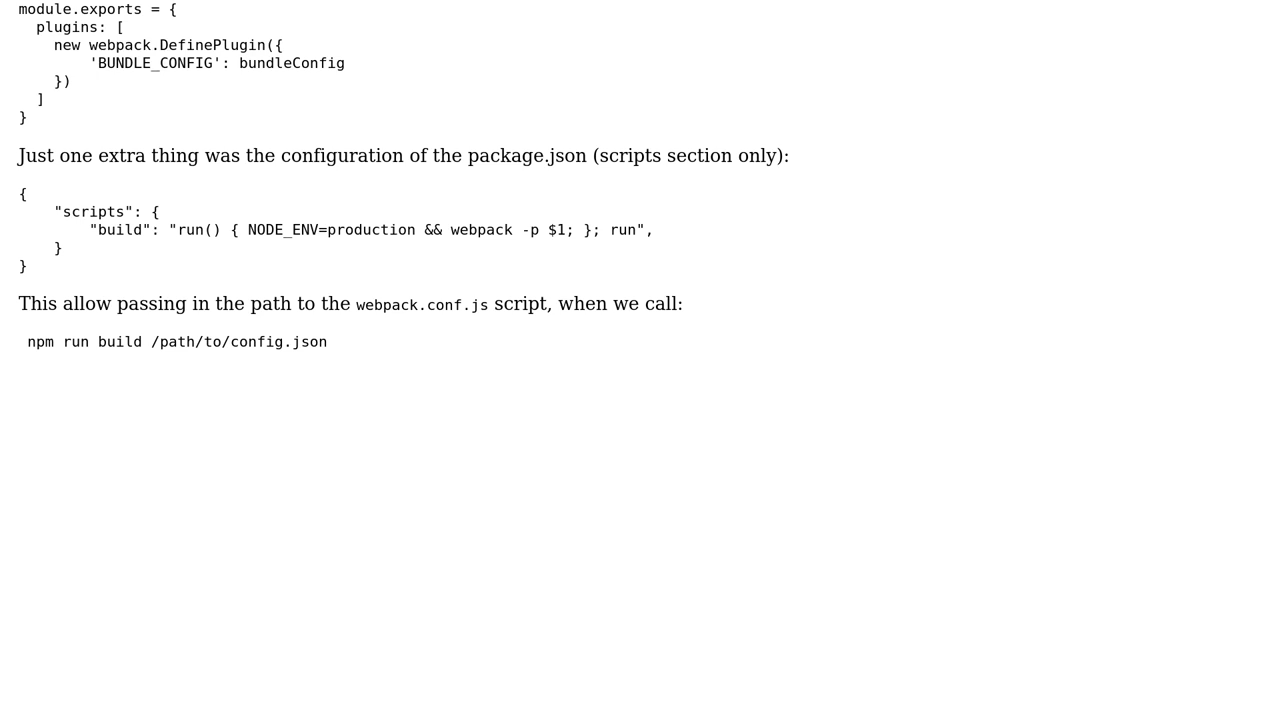 module.exports = {
  plugins: [
    new webpack.DefinePlugin({
        'BUNDLE_CONFIG': bundleConfig
    })
  ]
}
Just one extra thing was the configuration of the package.json (scripts section only):
{
    "scripts": {
        "build": "run() { NODE_ENV=production && webpack -p $1; }; run",
    }
}
This allow passing in the path to the webpack.conf.js script, when we call:
 npm run build /path/to/config.json